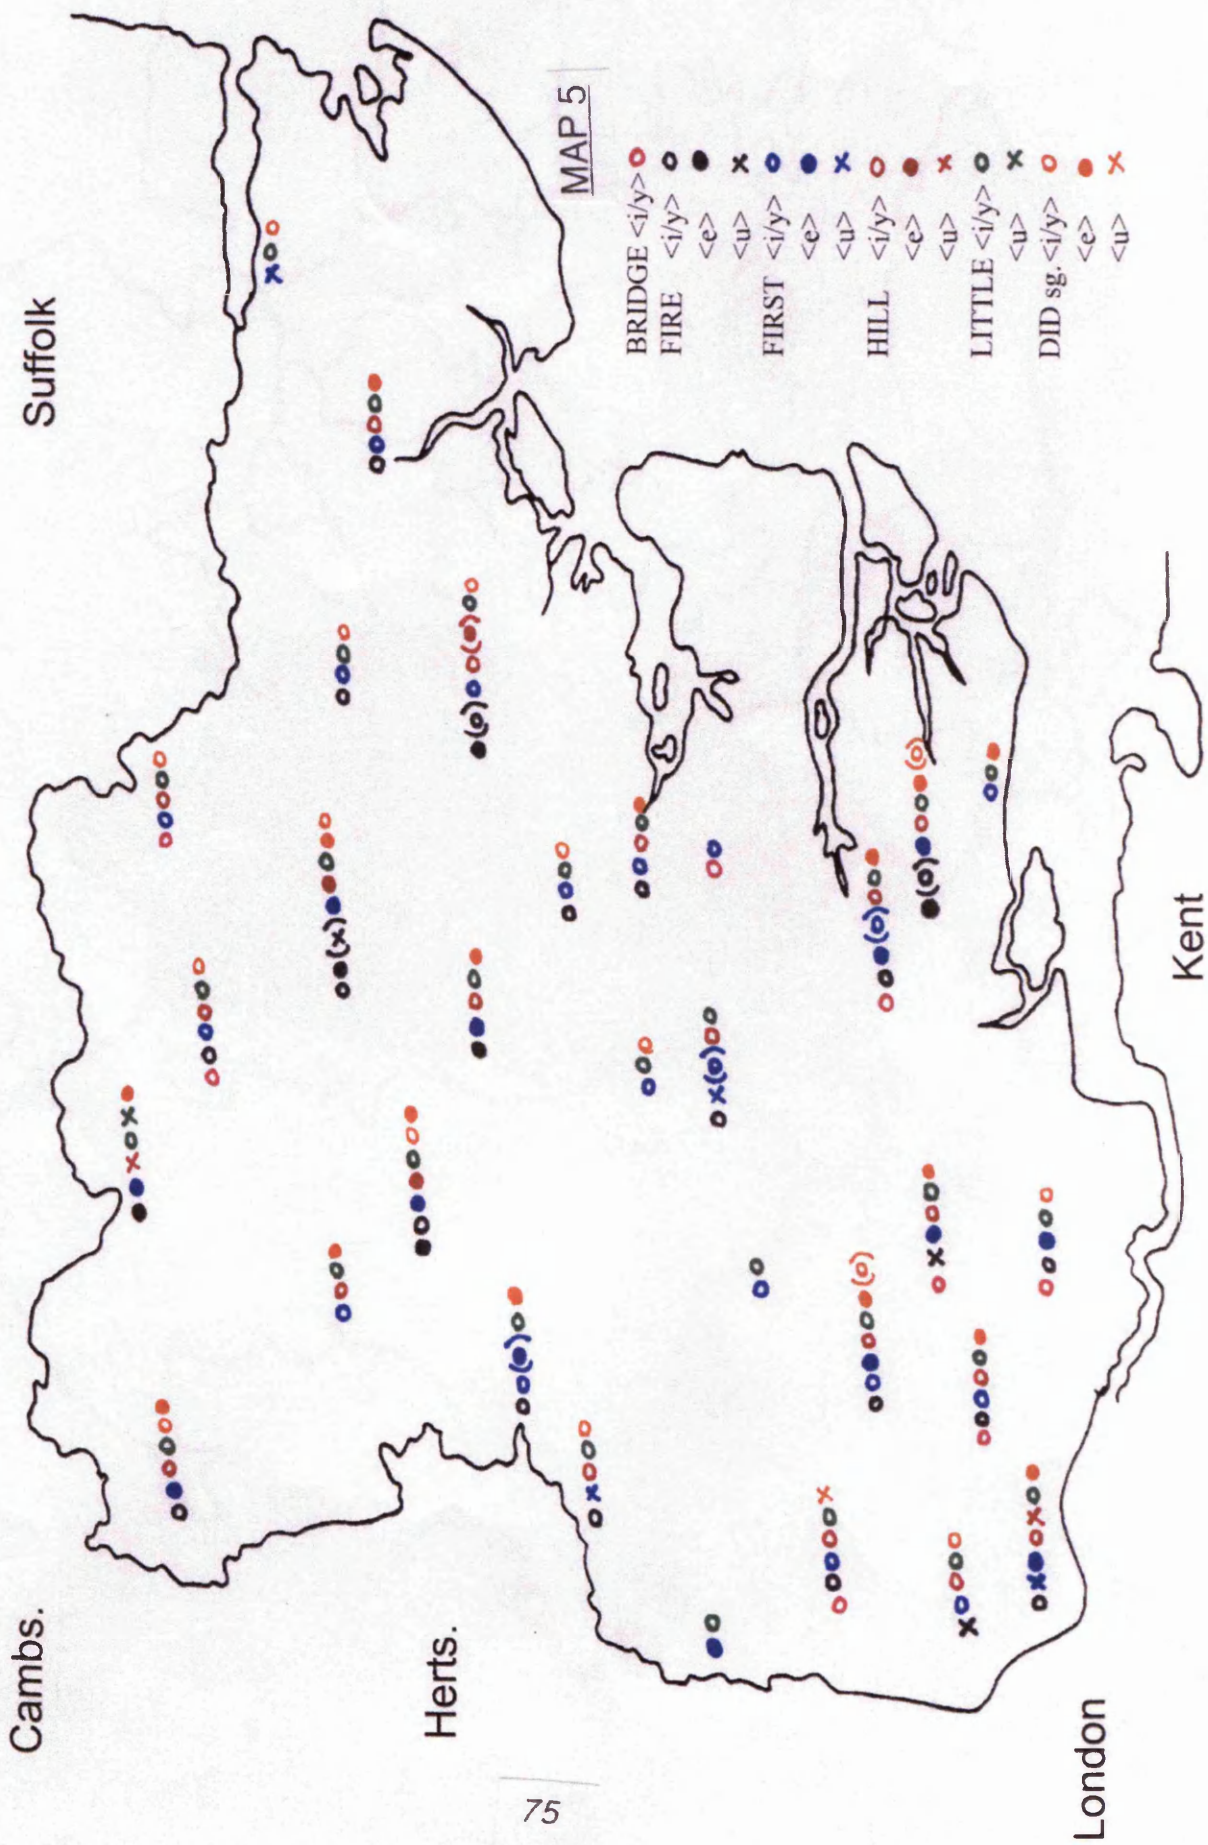 Cambs.
Suffolk
Herts.
London
Kent
MAP 5
BRIDGE <i/y>
FIRE <i/y>
<e>
<u>
FIRST <i/y>
<e>
<u>
HILL <i/y>
<e>
<u>
LITTLE <i/y>
<u>
DID sg. <i/y>
<e>
<u>
75